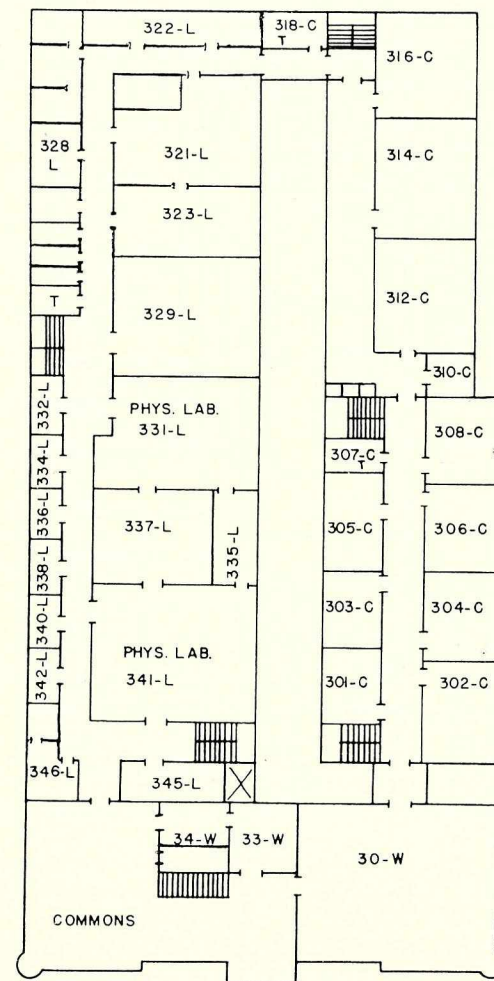 322-L
318-C
T
316-C
328
L
321-L
314-C
323-L
312-C
T
329-L
310-C
332-L
PHYS. LAB.
331-L
308-C
334-L
307-C
T
336-L
337-L
335-L
305-C
306-C
338-L
340-L
303-C
304-C
PHYS. LAB.
341-L
342-L
301-C
302-C
346-L
345-L
34-W
33-W
30-W
COMMONS